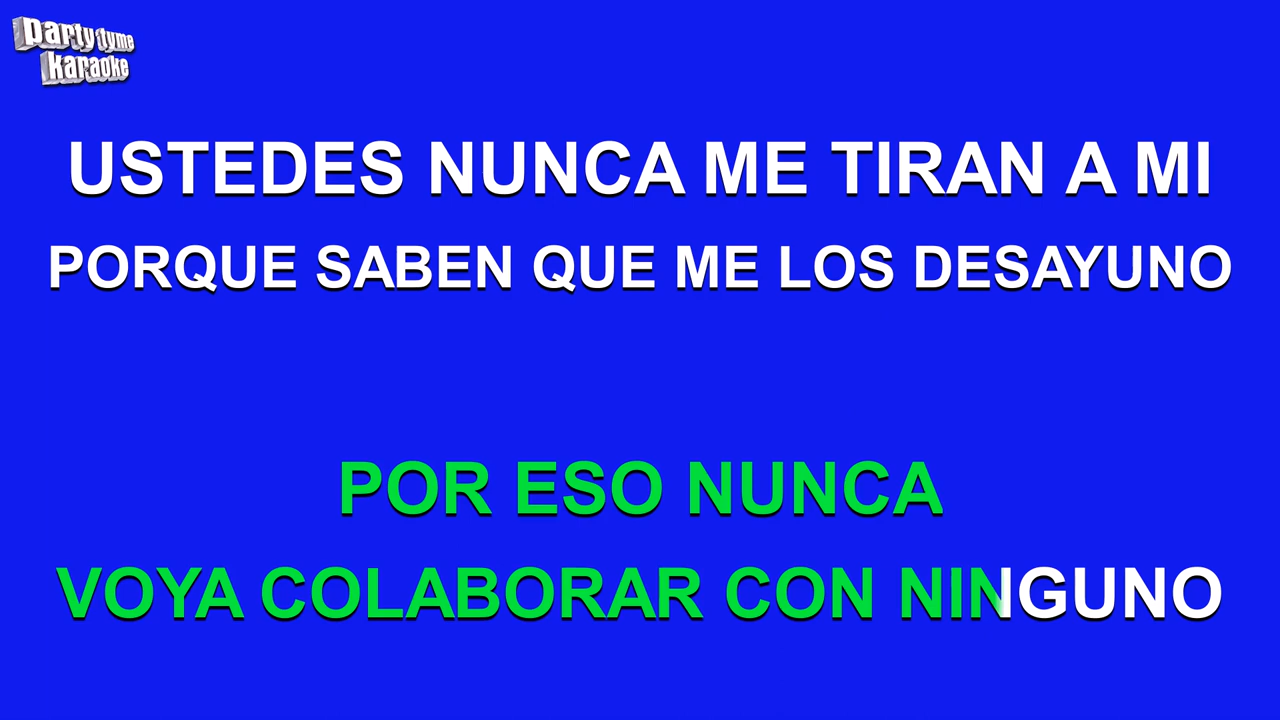 party tyme
karaoke
USTEDES NUNCA ME TIRAN A MI
PORQUE SABEN QUE ME LOS DESAYUNO
POR ESO NUNCA
VOYA COLABORAR CON NINGUNO